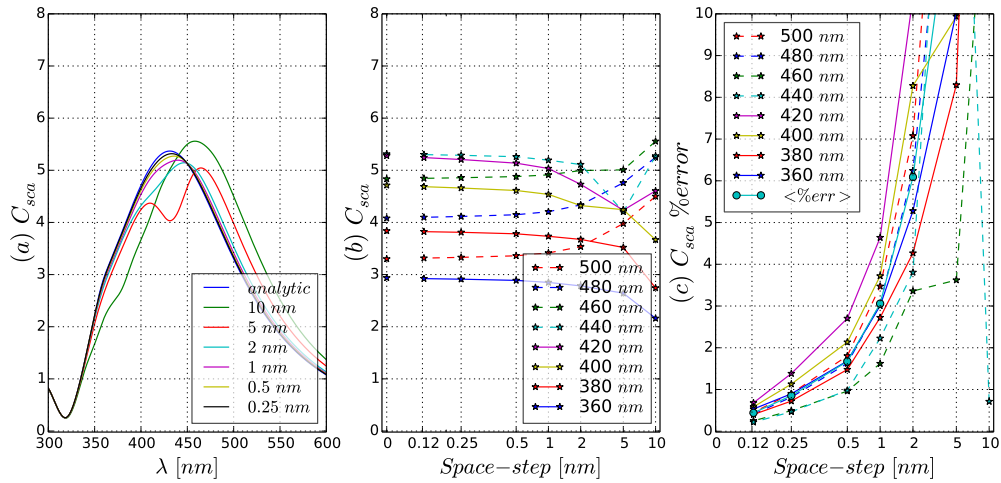 8
7
6
5
4
3
2
1
0
(a) C_sca
300 350 400 450 500 550 600
λ [nm]
analytic
10 nm
5 nm
2 nm
1 nm
0.5 nm
0.25 nm
8
7
6
5
4
3
2
1
0
(b) C_sca
0 0.12 0.25 0.5 1 2 5 10
Space−step [nm]
500 nm
480 nm
460 nm
440 nm
420 nm
400 nm
380 nm
360 nm
10
9
8
7
6
5
4
3
2
1
0
(c) C_sca %error
0 0.12 0.25 0.5 1 2 5 10
Space−step [nm]
500 nm
480 nm
460 nm
440 nm
420 nm
400 nm
380 nm
360 nm
<%err>